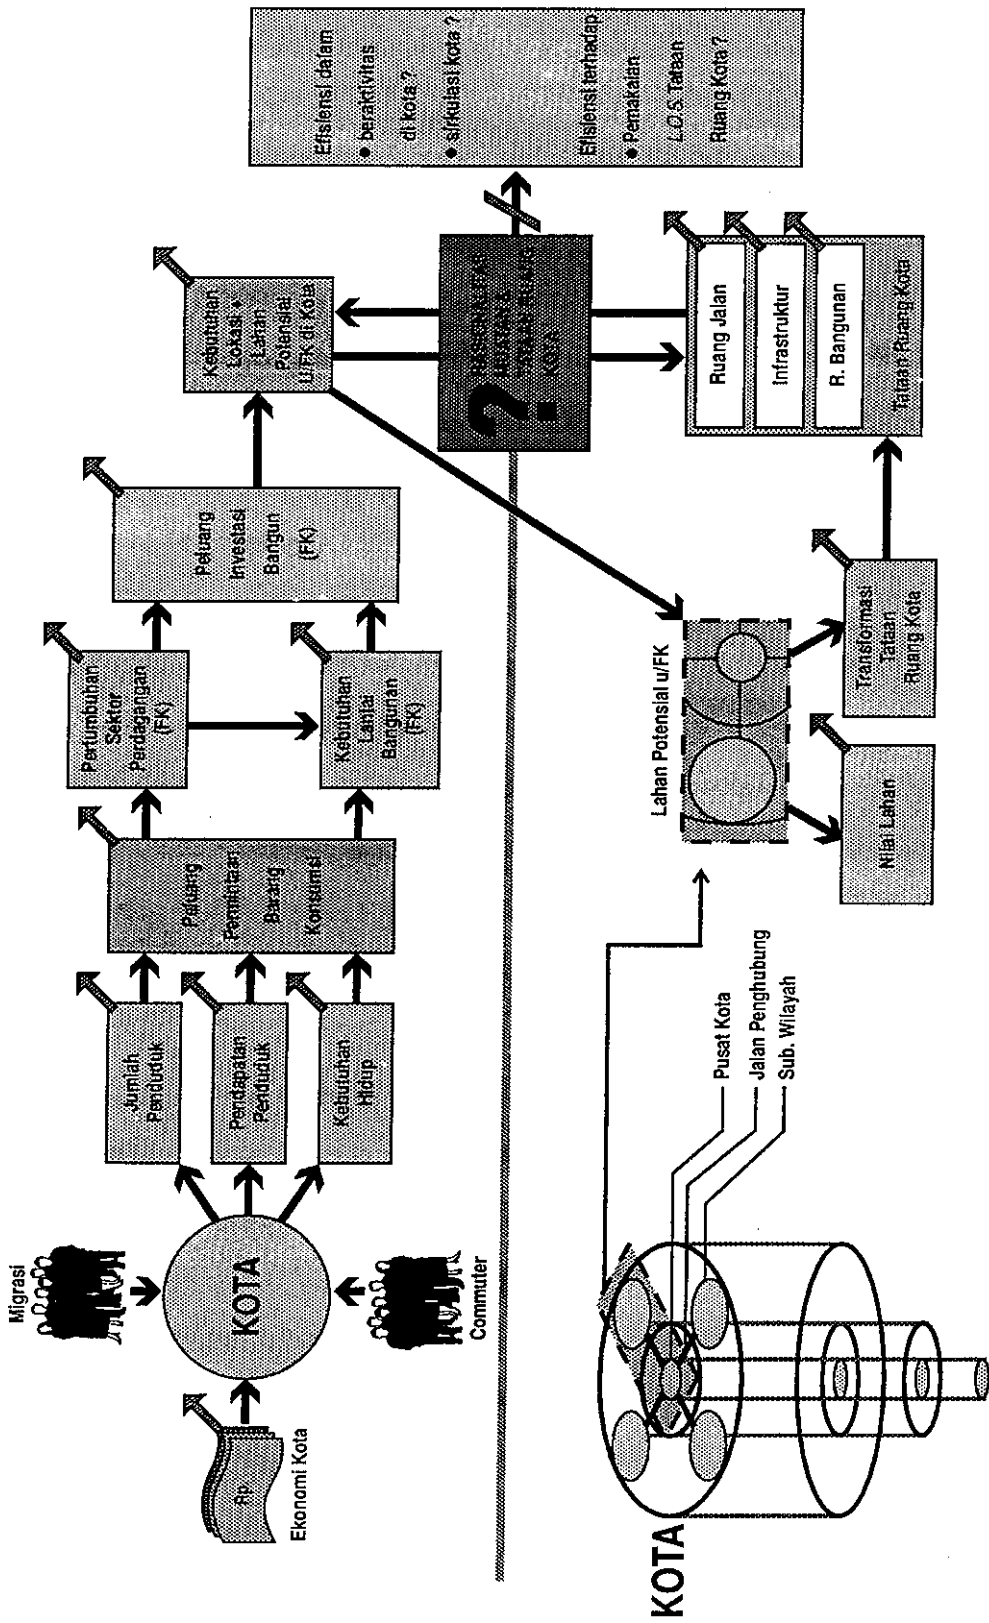 Migrasi
Rp
Ekonomi Kota
KOTA
Commuter
Jumlah
Penduduk
Pendapatan
Penduduk
Kebutuhan
Hidup
Peluang
Permintaan
Barang
Konsumsi
Pertumbuhan
Sektor
Perdagangan
(FK)
Kebutuhan
Lantai
Bangunan
(FK)
Peluang
Investasi
Bangun
(FK)
Kebutuhan
Lokasi +
Lahan
Potensial
U/FK di Kota
?
TATAAN RUANG
KOTA
Efisiensi dalam
● beraktivitas
di kota ?
● sirkulasi kota ?
Efisiensi terhadap
● Pemakaian
L.O.S. Tataan
Ruang Kota ?
KOTA
Pusat Kota
Jalan Penghubung
Sub. Wilayah
Lahan Potensial u/FK
Nilai Lahan
Transformasi
Tataan
Ruang Kota
Ruang Jalan
Infrastruktur
R. Bangunan
Tataan Ruang Kota